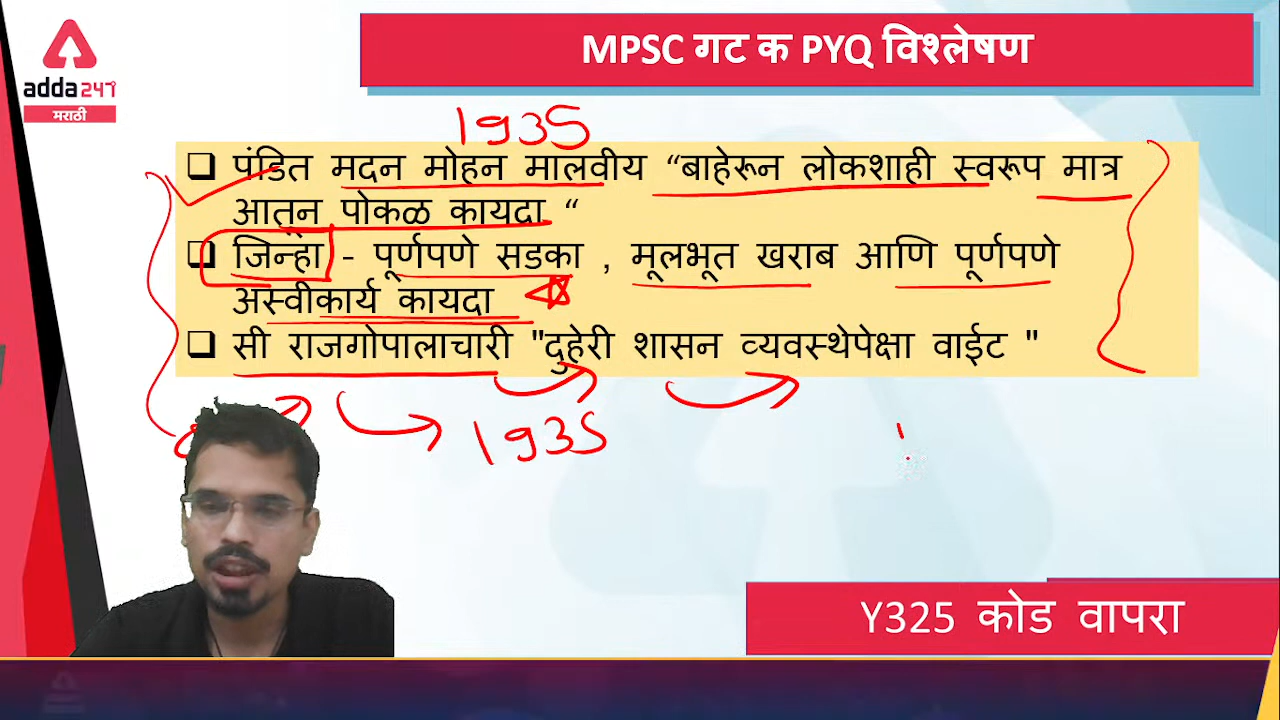 MPSC गट क PYQ विश्लेषण
adda247
मराठी
1935
❑ पंडित मदन मोहन मालवीय “बाहेरून लोकशाही स्वरूप मात्र
आतून पोकळ कायदा “
❑ जिन्हा - पूर्णपणे सडका , मूलभूत खराब आणि पूर्णपणे
अस्वीकार्य कायदा
❑ सी राजगोपालाचारी "दुहेरी शासन व्यवस्थेपेक्षा वाईट "
1935
Y325 कोड वापरा